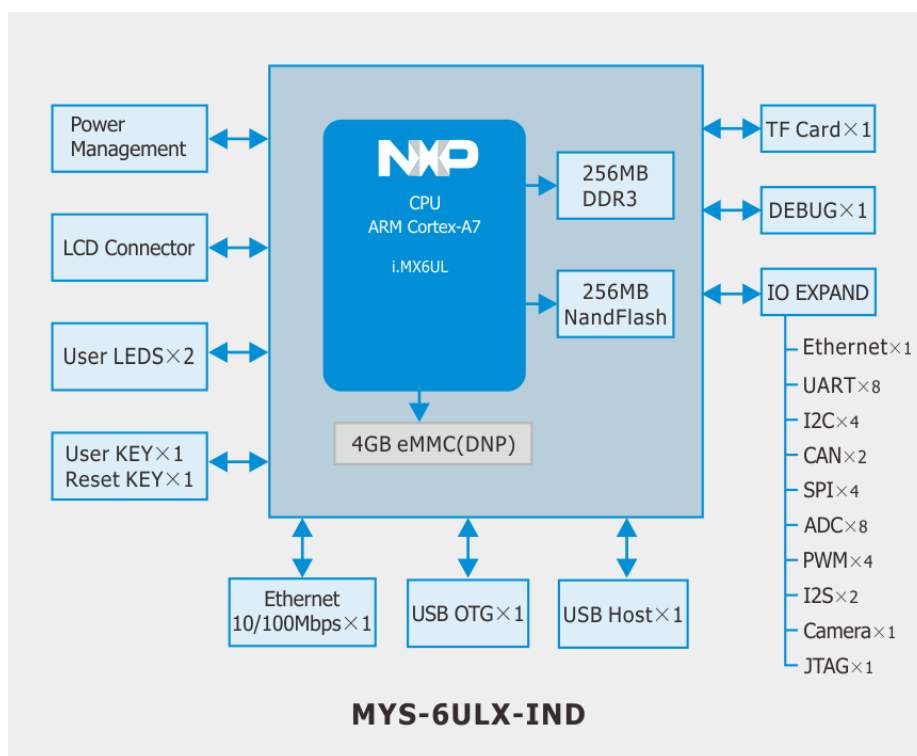 Power
Management
LCD Connector
User LEDS×2
User KEY×1
Reset KEY×1
NXP
CPU
ARM Cortex-A7
i.MX6UL
256MB
DDR3
256MB
NandFlash
4GB eMMC(DNP)
TF Card×1
DEBUG×1
IO EXPAND
Ethernet×1
UART×8
I2C×4
CAN×2
SPI×4
ADC×8
PWM×4
I2S×2
Camera×1
JTAG×1
Ethernet
10/100Mbps×1
USB OTG×1
USB Host×1
MYS-6ULX-IND